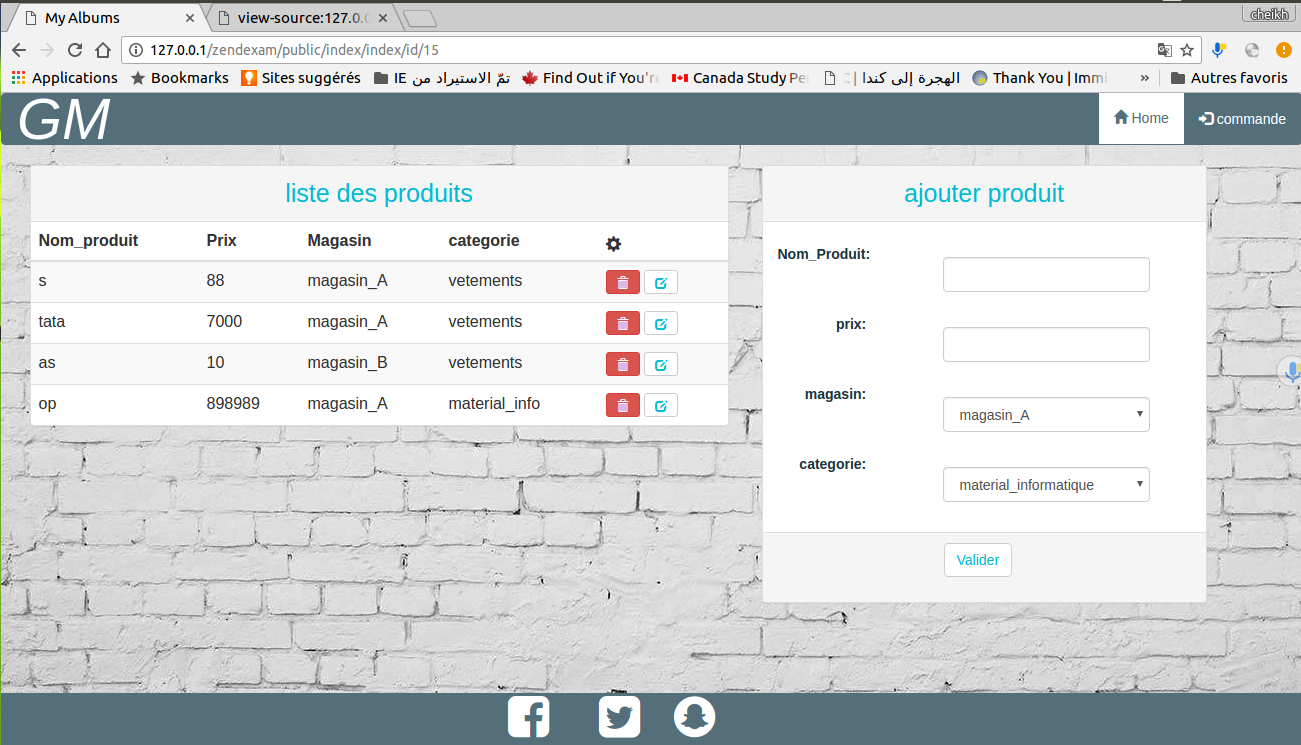 My Albums
view-source:127.0.0
cheikh
127.0.0.1/zendexam/public/index/index/id/15
Applications Bookmarks Sites suggérés تمّ الاستيراد من IE Find Out if You're Canada Study Pe الهجرة إلى كندا | Thank You | Immi » Autres favoris
GM Home commande
liste des produits
Nom_produit Prix Magasin categorie
s 88 magasin_A vetements
tata 7000 magasin_A vetements
as 10 magasin_B vetements
op 898989 magasin_A material_info
ajouter produit
Nom_Produit:
prix:
magasin: magasin_A
categorie: material_informatique
Valider